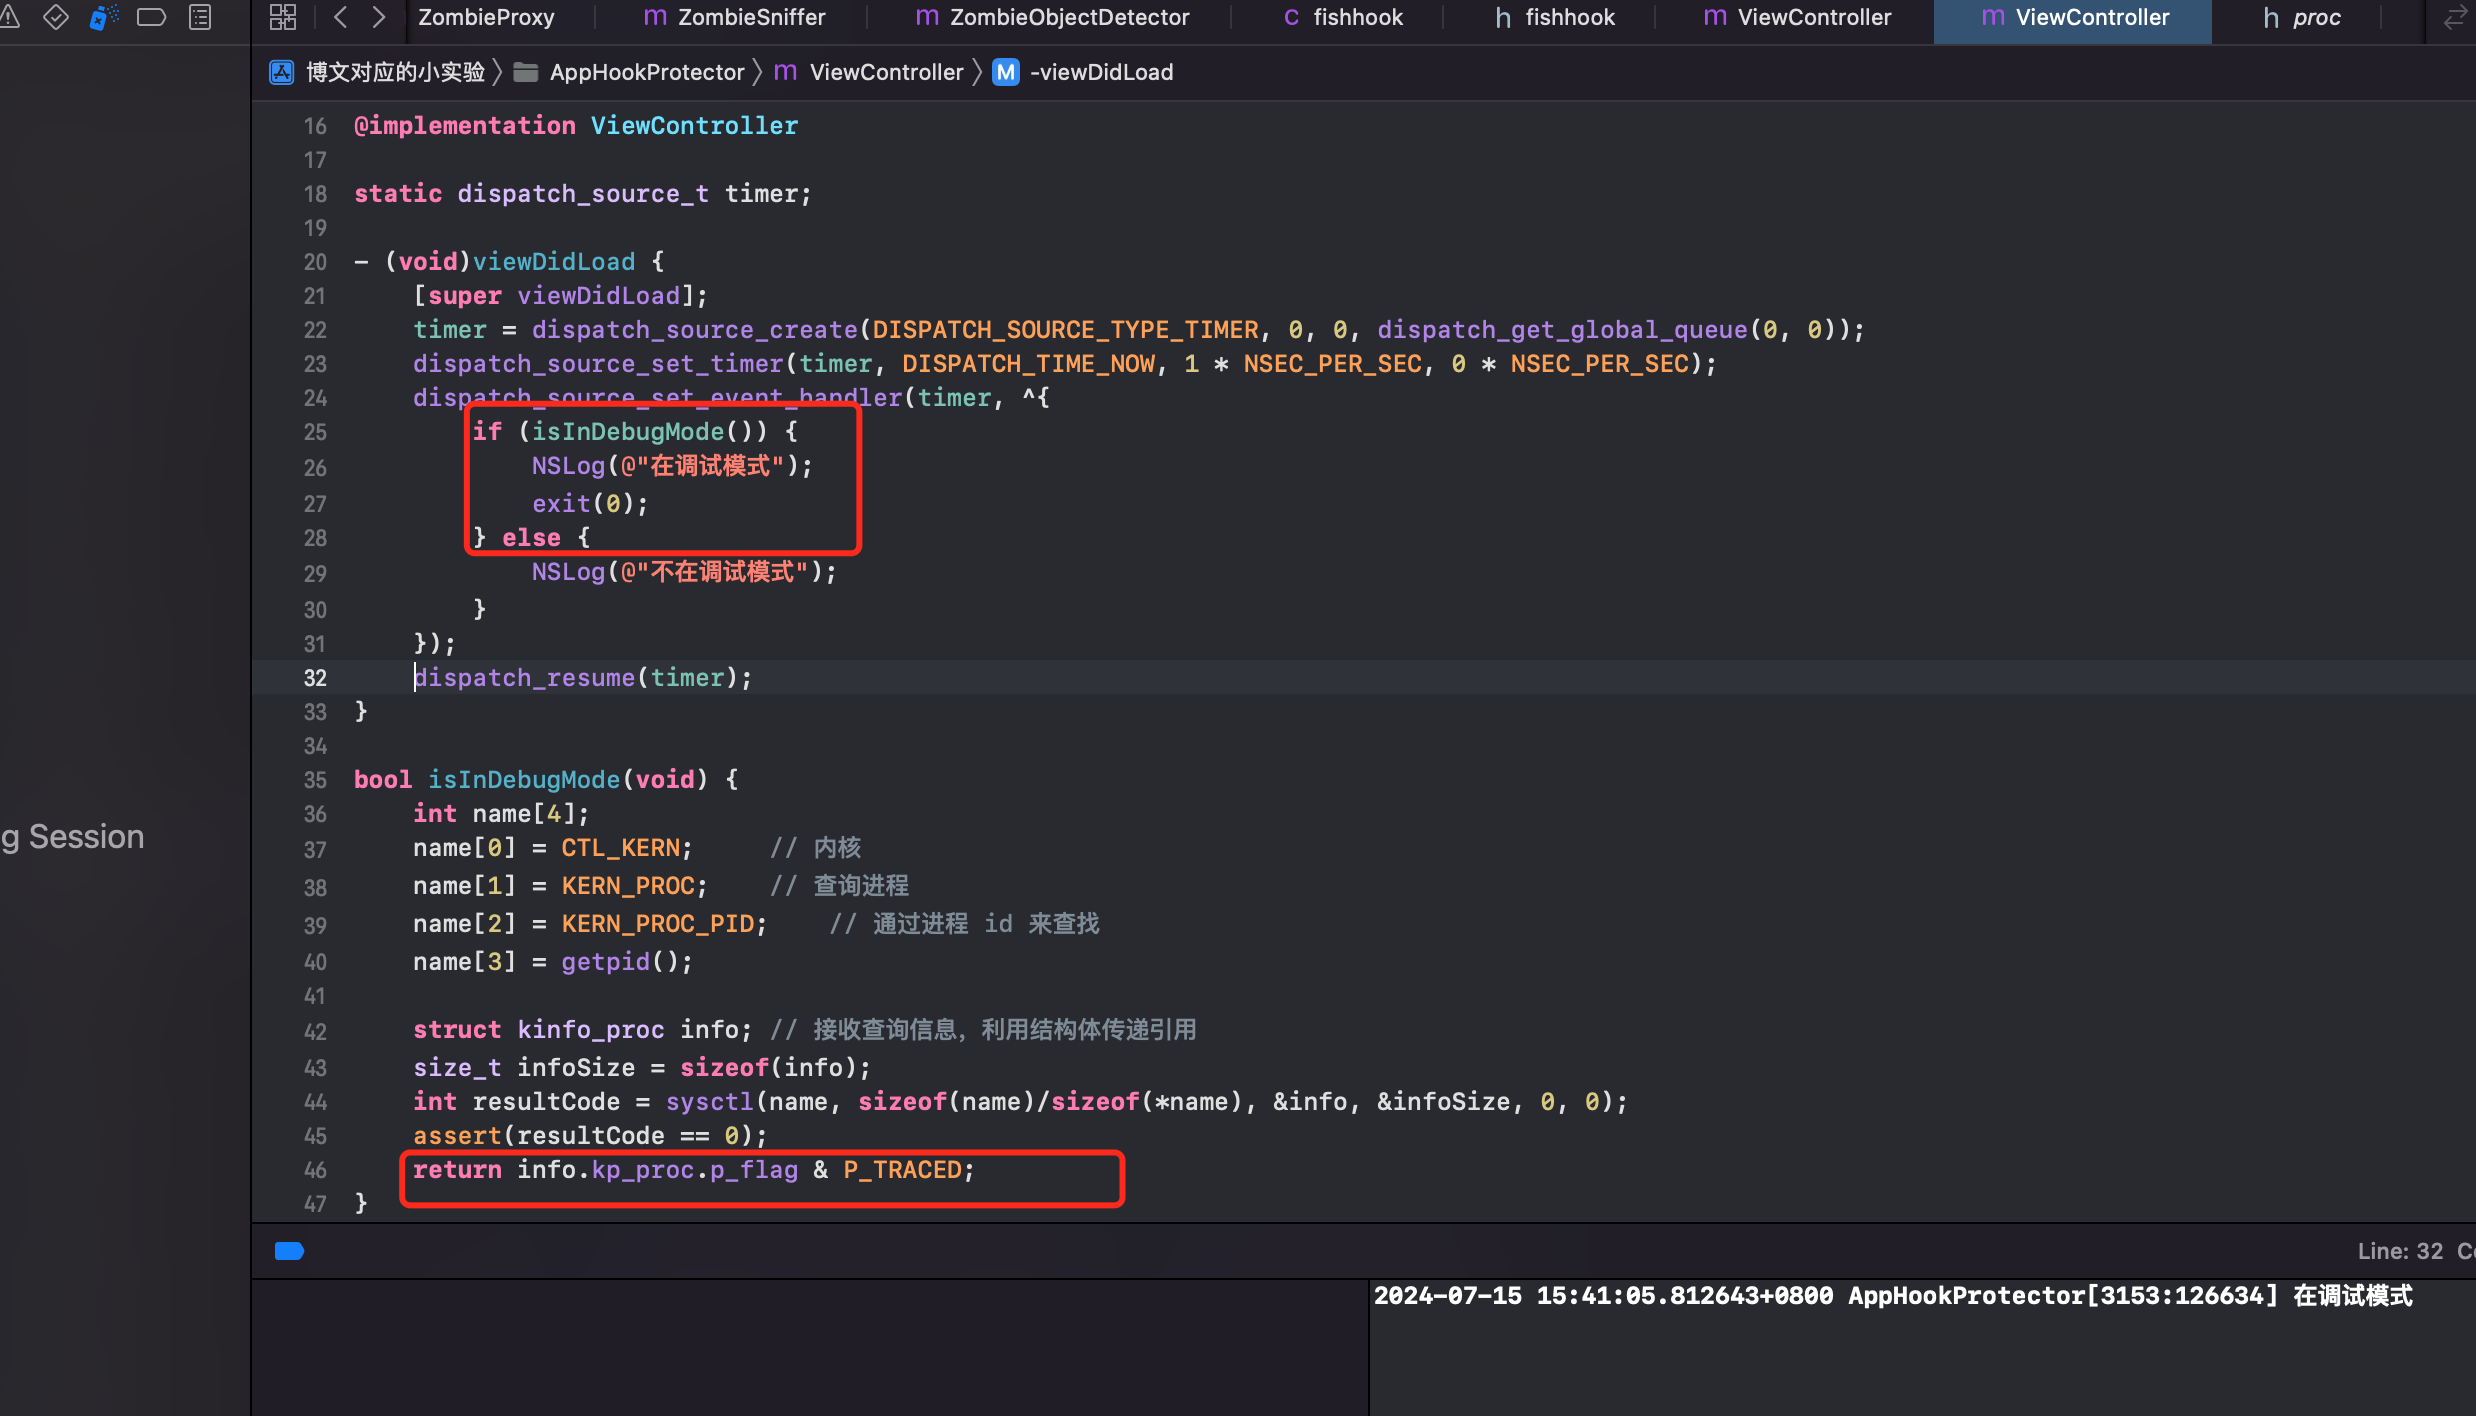 ZombieProxy m ZombieSniffer m ZombieObjectDetector c fishhook h fishhook m ViewController m ViewController h proc
博文对应的小实验 〉 AppHookProtector 〉 m ViewController 〉 M -viewDidLoad
16 @implementation ViewController
17
18 static dispatch_source_t timer;
19
20 - (void)viewDidLoad {
21 [super viewDidLoad];
22 timer = dispatch_source_create(DISPATCH_SOURCE_TYPE_TIMER, 0, 0, dispatch_get_global_queue(0, 0));
23 dispatch_source_set_timer(timer, DISPATCH_TIME_NOW, 1 * NSEC_PER_SEC, 0 * NSEC_PER_SEC);
24 dispatch_source_set_event_handler(timer, ^{
25 if (isInDebugMode()) {
26 NSLog(@"在调试模式");
27 exit(0);
28 } else {
29 NSLog(@"不在调试模式");
30 }
31 });
32 dispatch_resume(timer);
33 }
34
35 bool isInDebugMode(void) {
36 int name[4];
37 name[0] = CTL_KERN; // 内核
38 name[1] = KERN_PROC; // 查询进程
39 name[2] = KERN_PROC_PID; // 通过进程 id 来查找
40 name[3] = getpid();
41
42 struct kinfo_proc info; // 接收查询信息，利用结构体传递引用
43 size_t infoSize = sizeof(info);
44 int resultCode = sysctl(name, sizeof(name)/sizeof(*name), &info, &infoSize, 0, 0);
45 assert(resultCode == 0);
46 return info.kp_proc.p_flag & P_TRACED;
47 }
g Session
Line: 32 Co
2024-07-15 15:41:05.812643+0800 AppHookProtector[3153:126634] 在调试模式